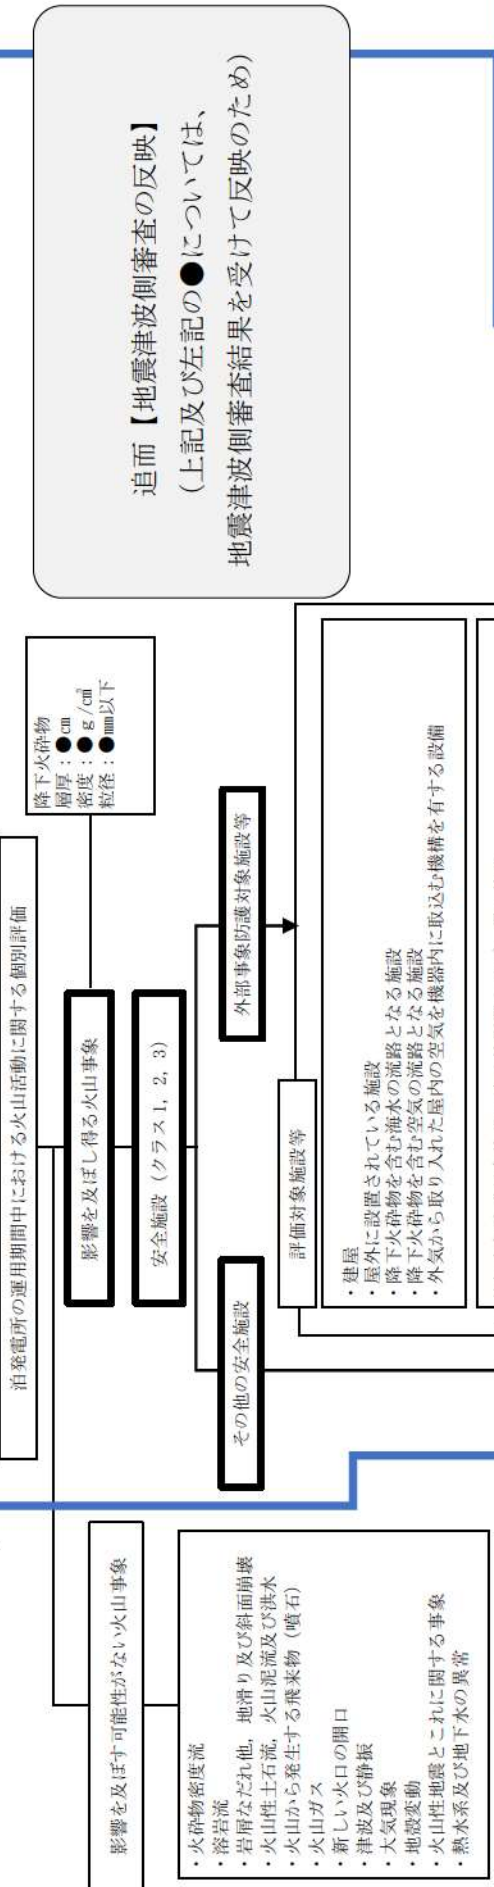 泊発電所の運用期間中における火山活動に関する個別評価
影響を及ぼす可能性がない火山事象
・火砕物密度流
・溶岩流
・岩屑なだれ他，地滑り及び斜面崩壊
・火山性土石流，火山泥流及び洪水
・火山から発生する飛来物（噴石）
・火山ガス
・新しい火口の開口
・津波及び静振
・大気現象
・地殻変動
・火山性地震とこれに関する事象
・熱水系及び地下水の異常
影響を及ぼし得る火山事象
降下火砕物
層厚：●cm
密度：●g/cm³
粒径：●mm以下
安全施設（クラス1, 2, 3）
その他の安全施設
外部事象防護対象施設等
評価対象施設等
・建屋
・屋外に設置されている施設
・降下火砕物を含む海水の流路となる施設
・降下火砕物を含む空気の流路となる施設
・外気から取り入れた屋内の空気を機器内に取込む機構を有する設備
追而【地震津波側審査の反映】
（上記及び左記の●については、
地震津波側審査結果を受けて反映のため）